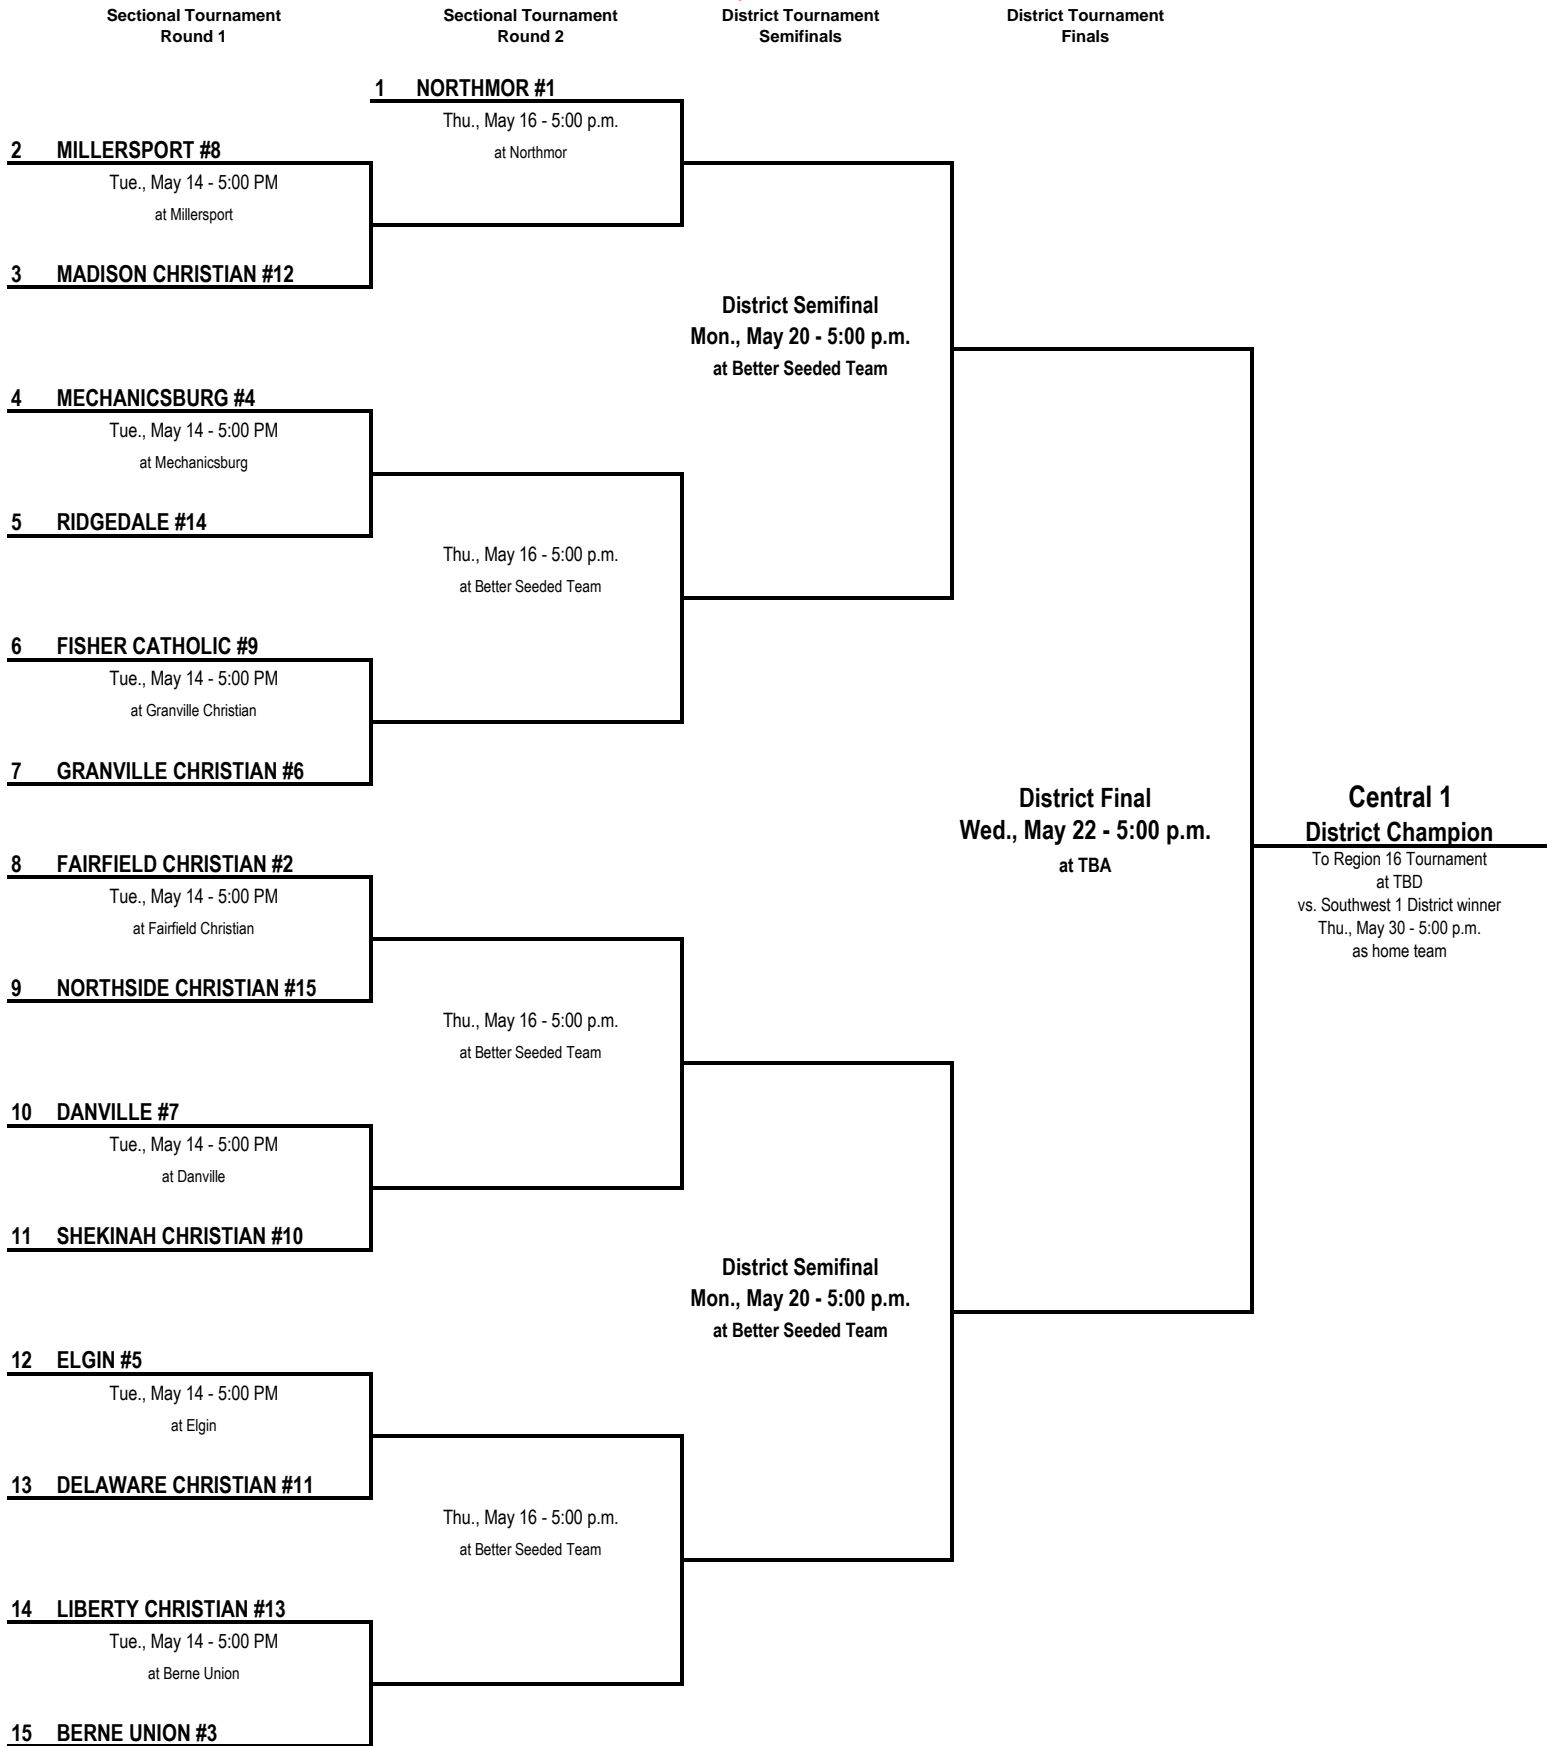 Sectional Tournament
Round 1
Sectional Tournament
Round 2
District Tournament
Semifinals
District Tournament
Finals
1 NORTHMOR #1
Thu., May 16 - 5:00 p.m.
at Northmor
2 MILLERSPORT #8
Tue., May 14 - 5:00 PM
at Millersport
3 MADISON CHRISTIAN #12
District Semifinal
Mon., May 20 - 5:00 p.m.
at Better Seeded Team
4 MECHANICSBURG #4
Tue., May 14 - 5:00 PM
at Mechanicsburg
5 RIDGEDALE #14
Thu., May 16 - 5:00 p.m.
at Better Seeded Team
6 FISHER CATHOLIC #9
Tue., May 14 - 5:00 PM
at Granville Christian
7 GRANVILLE CHRISTIAN #6
District Final
Wed., May 22 - 5:00 p.m.
at TBA
Central 1
District Champion
To Region 16 Tournament
at TBD
vs. Southwest 1 District winner
Thu., May 30 - 5:00 p.m.
as home team
8 FAIRFIELD CHRISTIAN #2
Tue., May 14 - 5:00 PM
at Fairfield Christian
9 NORTHSIDE CHRISTIAN #15
Thu., May 16 - 5:00 p.m.
at Better Seeded Team
10 DANVILLE #7
Tue., May 14 - 5:00 PM
at Danville
11 SHEKINAH CHRISTIAN #10
District Semifinal
Mon., May 20 - 5:00 p.m.
at Better Seeded Team
12 ELGIN #5
Tue., May 14 - 5:00 PM
at Elgin
13 DELAWARE CHRISTIAN #11
Thu., May 16 - 5:00 p.m.
at Better Seeded Team
14 LIBERTY CHRISTIAN #13
Tue., May 14 - 5:00 PM
at Berne Union
15 BERNE UNION #3